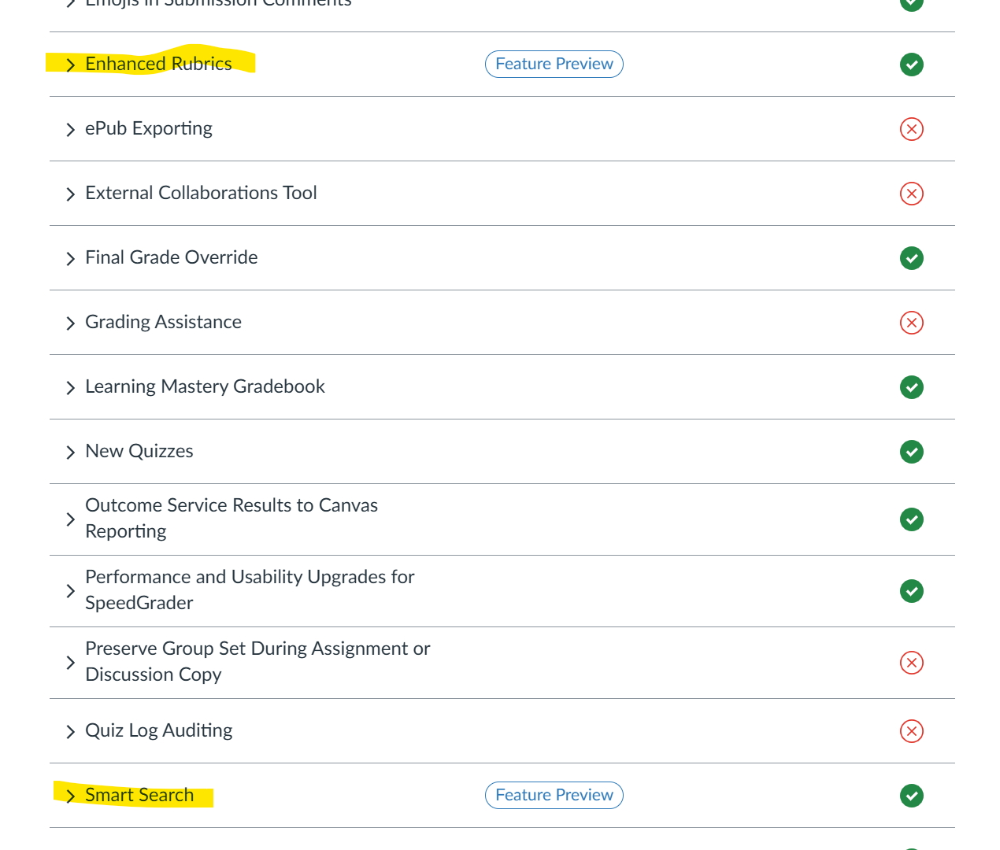 Emojis in Submission Comments
Enhanced Rubrics
Feature Preview
ePub Exporting
External Collaborations Tool
Final Grade Override
Grading Assistance
Learning Mastery Gradebook
New Quizzes
Outcome Service Results to Canvas
Reporting
Performance and Usability Upgrades for
SpeedGrader
Preserve Group Set During Assignment or
Discussion Copy
Quiz Log Auditing
Smart Search
Feature Preview